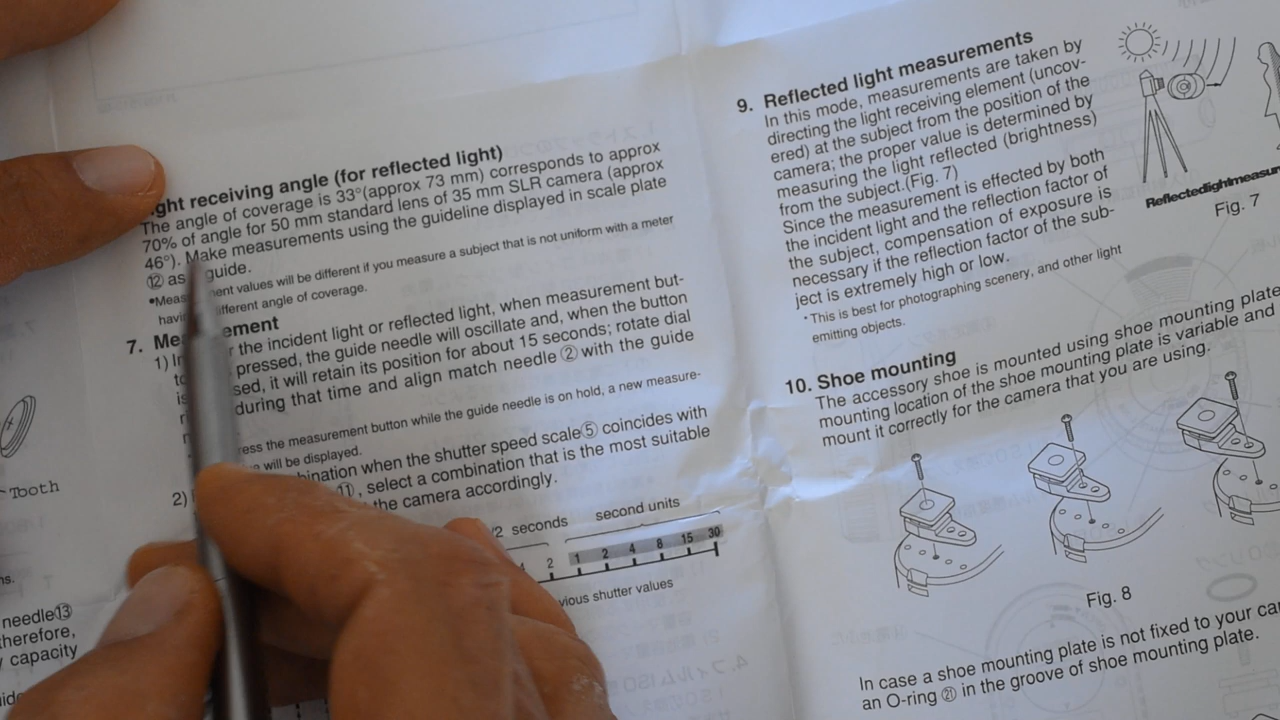 ght receiving angle (for reflected light)
The angle of coverage is 33°(approx 73 mm) corresponds to approx
70% of angle for 50 mm standard lens of 35 mm SLR camera (approx
46°). Make measurements using the guideline displayed in scale plate
⑫ as guide.
•Meas ent values will be different if you measure a subject that is not uniform with a meter
havi ifferent angle of coverage.
7. Me ement
1) In r the incident light or reflected light, when measurement but-
to pressed, the guide needle will oscillate and, when the button
is sed, it will retain its position for about 15 seconds; rotate dial
during that time and align match needle ② with the guide
ress the measurement button while the guide needle is on hold, a new measure-
will be displayed.
2) bination when the shutter speed scale⑤ coincides with
⑪, select a combination that is the most suitable
the camera accordingly.
/2 seconds second units
2 1 2 4 8 15 30
vious shutter values
Tooth
ns.
needle⑬
therefore,
capacity
9. Reflected light measurements
In this mode, measurements are taken by
directing the light receiving element (uncov-
ered) at the subject from the position of the
camera; the proper value is determined by
measuring the light reflected (brightness)
from the subject.(Fig. 7)
Since the measurement is effected by both
the incident light and the reflection factor of
the subject, compensation of exposure is
necessary if the reflection factor of the sub-
ject is extremely high or low.
• This is best for photographing scenery, and other light
emitting objects.
Reflectedlightmeasur
Fig. 7
10. Shoe mounting
The accessory shoe is mounted using shoe mounting plate
mounting location of the shoe mounting plate is variable and
mount it correctly for the camera that you are using.
Fig. 8
In case a shoe mounting plate is not fixed to your ca
an O-ring ㉑ in the groove of shoe mounting plate.